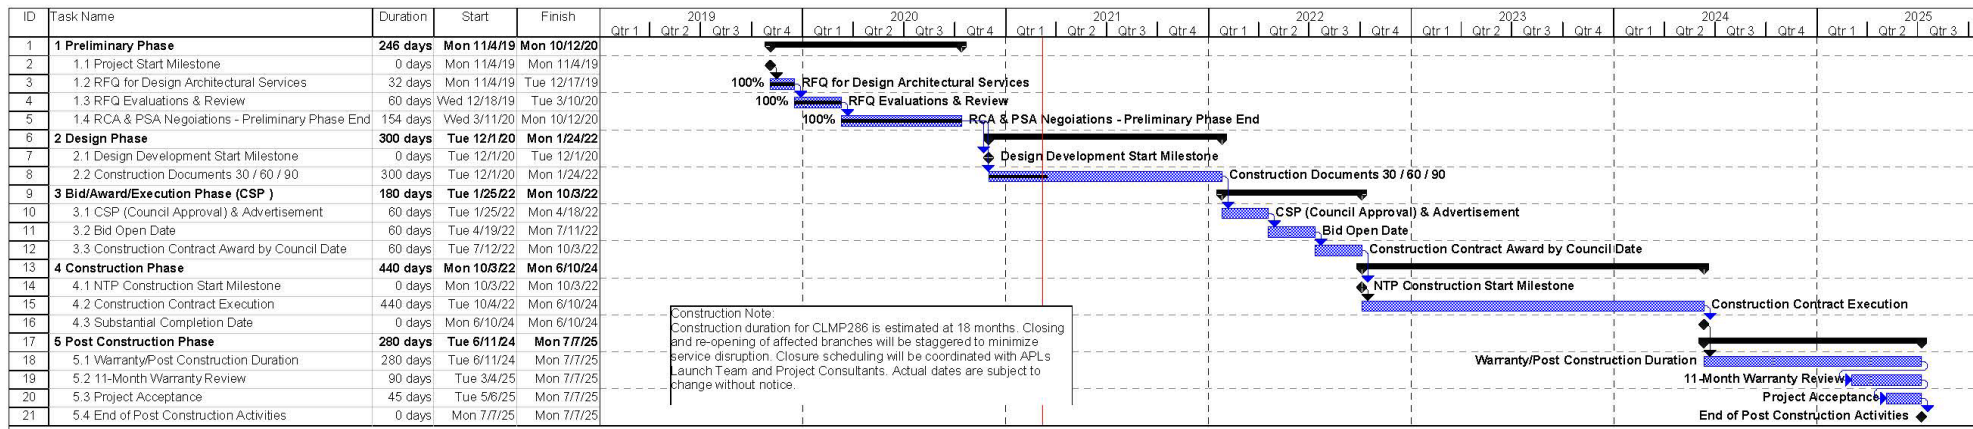 ID Task Name Duration Start Finish 2019 2020 2021 2022 2023 2024 2025
Qtr 1 Qtr 2 Qtr 3 Qtr 4 Qtr 1 Qtr 2 Qtr 3 Qtr 4 Qtr 1 Qtr 2 Qtr 3 Qtr 4 Qtr 1 Qtr 2 Qtr 3 Qtr 4 Qtr 1 Qtr 2 Qtr 3 Qtr 4 Qtr 1 Qtr 2 Qtr 3 Qtr 4 Qtr 1 Qtr 2 Qtr 3
1 1 Preliminary Phase 246 days Mon 11/4/19 Mon 10/12/20
2 1.1 Project Start Milestone 0 days Mon 11/4/19 Mon 11/4/19
3 1.2 RFQ for Design Architectural Services 32 days Mon 11/4/19 Tue 12/17/19 100% RFQ for Design Architectural Services
4 1.3 RFQ Evaluations & Review 60 days Wed 12/18/19 Tue 3/10/20 100% RFQ Evaluations & Review
5 1.4 RCA & PSA Negoiations - Preliminary Phase End 154 days Wed 3/11/20 Mon 10/12/20 100% RCA & PSA Negoiations - Preliminary Phase End
6 2 Design Phase 300 days Tue 12/1/20 Mon 1/24/22
7 2.1 Design Development Start Milestone 0 days Tue 12/1/20 Tue 12/1/20 Design Development Start Milestone
8 2.2 Construction Documents 30 / 60 / 90 300 days Tue 12/1/20 Mon 1/24/22 Construction Documents 30 / 60 / 90
9 3 Bid/Award/Execution Phase (CSP ) 180 days Tue 1/25/22 Mon 10/3/22
10 3.1 CSP (Council Approval) & Advertisement 60 days Tue 1/25/22 Mon 4/18/22 CSP (Council Approval) & Advertisement
11 3.2 Bid Open Date 60 days Tue 4/19/22 Mon 7/11/22 Bid Open Date
12 3.3 Construction Contract Award by Council Date 60 days Tue 7/12/22 Mon 10/3/22 Construction Contract Award by Council Date
13 4 Construction Phase 440 days Mon 10/3/22 Mon 6/10/24
14 4.1 NTP Construction Start Milestone 0 days Mon 10/3/22 Mon 10/3/22 NTP Construction Start Milestone
15 4.2 Construction Contract Execution 440 days Tue 10/4/22 Mon 6/10/24 Construction Contract Execution
16 4.3 Substantial Completion Date 0 days Mon 6/10/24 Mon 6/10/24
17 5 Post Construction Phase 280 days Tue 6/11/24 Mon 7/7/25
18 5.1 Warranty/Post Construction Duration 280 days Tue 6/11/24 Mon 7/7/25 Warranty/Post Construction Duration
19 5.2 11-Month Warranty Review 90 days Tue 3/4/25 Mon 7/7/25 11-Month Warranty Review
20 5.3 Project Acceptance 45 days Tue 5/6/25 Mon 7/7/25 Project Acceptance
21 5.4 End of Post Construction Activities 0 days Mon 7/7/25 Mon 7/7/25 End of Post Construction Activities
Construction Note:
Construction duration for CLMP286 is estimated at 18 months. Closing
and re-opening of affected branches will be staggered to minimize
service disruption. Closure scheduling will be coordinated with APLs
Launch Team and Project Consultants. Actual dates are subject to
change without notice.